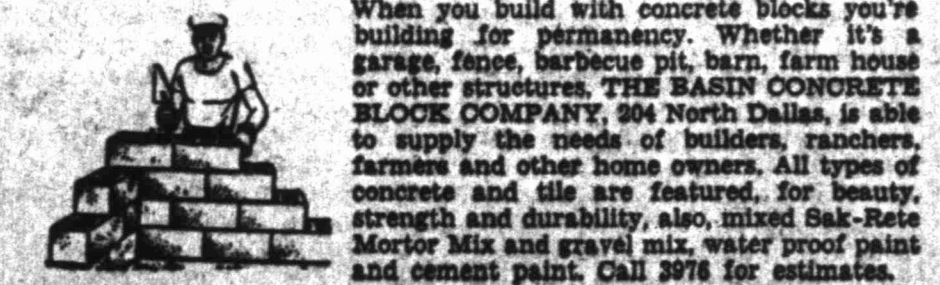 When you build with concrete blocks you're
building for permanency. Whether it's a
garage, fence, barbecue pit, barn, farm house
or other structures, THE BASIN CONCRETE
BLOCK COMPANY, 204 North Dallas, is able
to supply the needs of builders, ranchers,
farmers and other home owners. All types of
concrete and tile are featured, for beauty,
strength and durability, also, mixed Sak-Rete
Mortor Mix and gravel mix, water proof paint
and cement paint. Call 3976 for estimates.